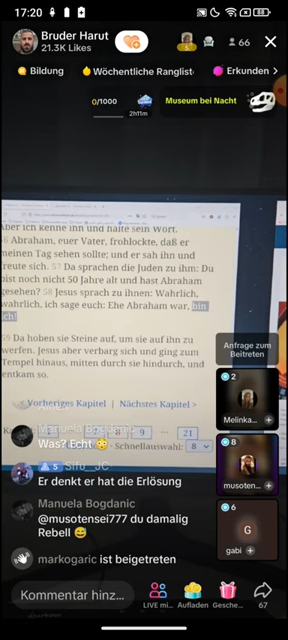 17:20
88
Bruder Harut
21.3K Likes
5
66
Bildung
Wöchentliche Ranglist
Erkunden >
0/1000
2h11m
Museum bei Nacht
Aber ich kenne ihn und halte sein Wort.
56 Abraham, euer Vater, frohlockte, daß er
meinen Tag sehen sollte; und er sah ihn und
freute sich. 57 Da sprachen die Juden zu ihm: Du
bist noch nicht 50 Jahre alt und hast Abraham
gesehen? 58 Jesus sprach zu ihnen: Wahrlich,
wahrlich, ich sage euch: Ehe Abraham war, bin
ich!
59 Da hoben sie Steine auf, um sie auf ihn zu
werfen. Jesus aber verbarg sich und ging zum
Tempel hinaus, mitten durch sie hindurch, und
entkam so.
Anfrage zum
Beitreten
Vorheriges Kapitel | Nächstes Kapitel >
9 ... 21
Schnellauswahl: 8
2
Melinka...
Manuela Bogdanic
Was? Echt 😳
5 Sifu_JC
Er denkt er hat die Erlösung
8
musoten...
Manuela Bogdanic
@musotensei777 du damalig
Rebell 😅
6
G
gabi
markogaric ist beigetreten
Kommentar hinz...
LIVE mi...
Aufladen
Gesche...
67